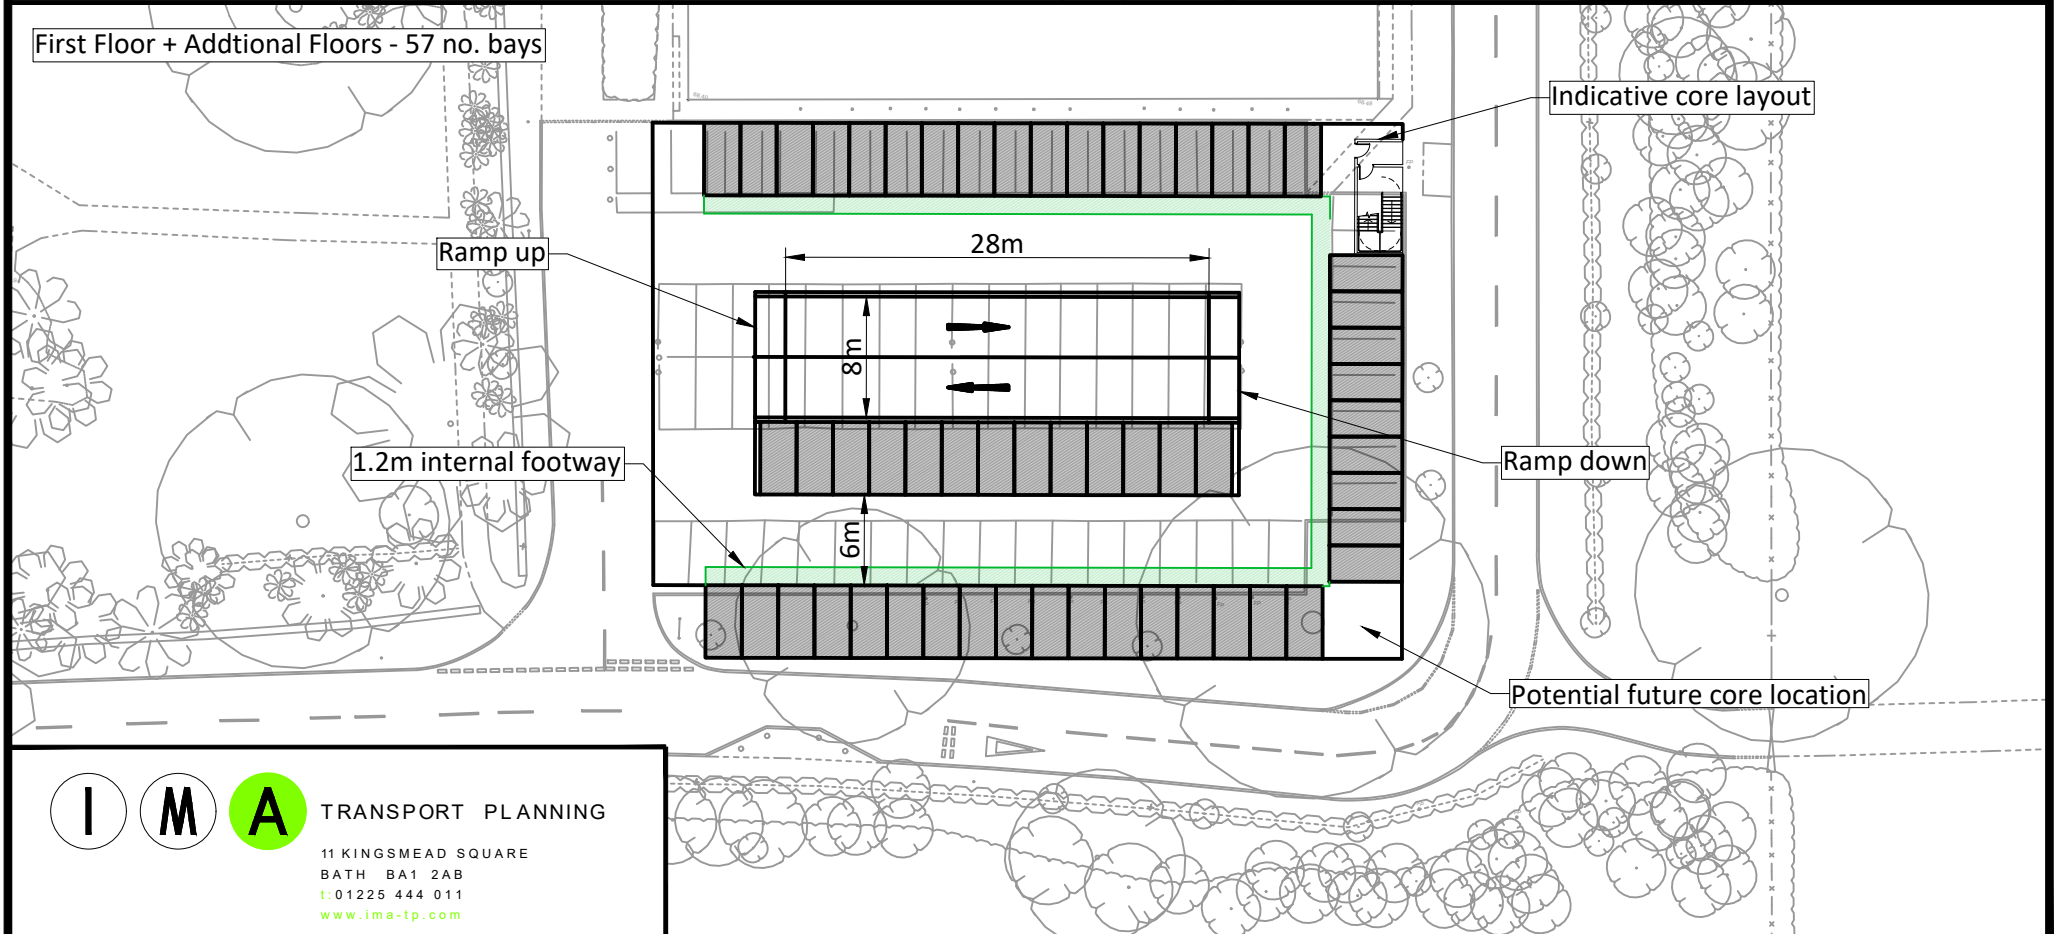 First Floor + Addtional Floors - 57 no. bays
Indicative core layout
Ramp up
28m
8m
1.2m internal footway
Ramp down
6m
Potential future core location
I M A
TRANSPORT PLANNING
11 KINGSMEAD SQUARE
BATH BA1 2AB
t:01225 444 011
www.ima-tp.com